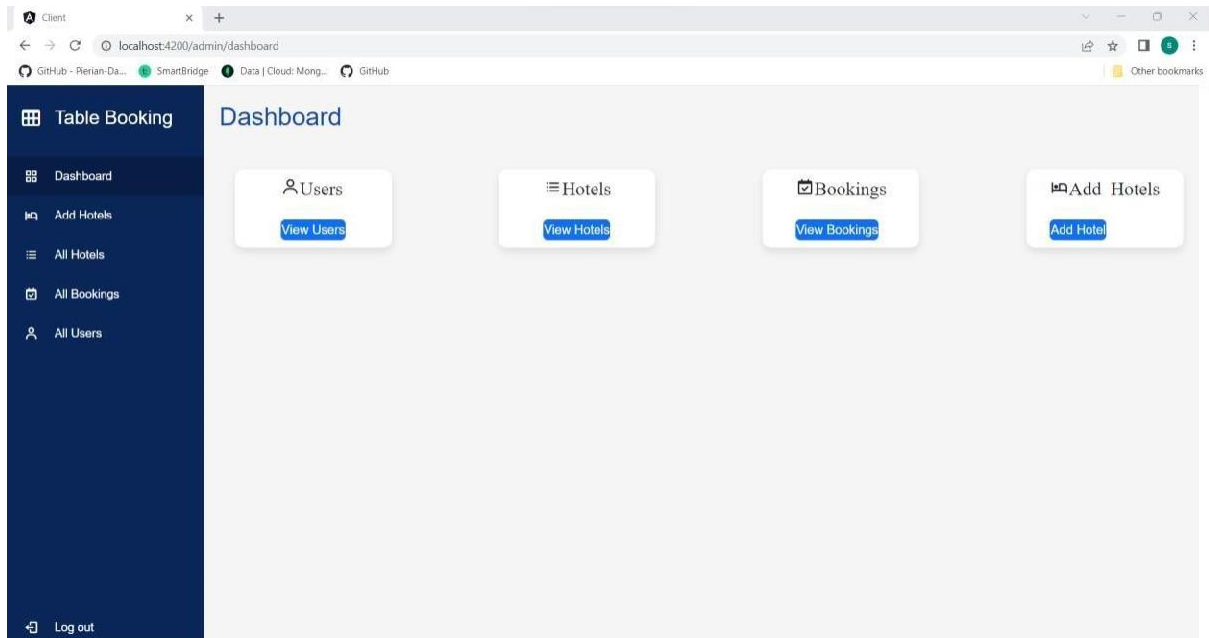 Client
localhost:4200/admin/dashboard
GitHub - Pierian-Da... SmartBridge Data | Cloud: Mong... GitHub Other bookmarks
Table Booking
Dashboard
Add Hotels
All Hotels
All Bookings
All Users
Log out
Dashboard
Users
View Users
Hotels
View Hotels
Bookings
View Bookings
Add Hotels
Add Hotel